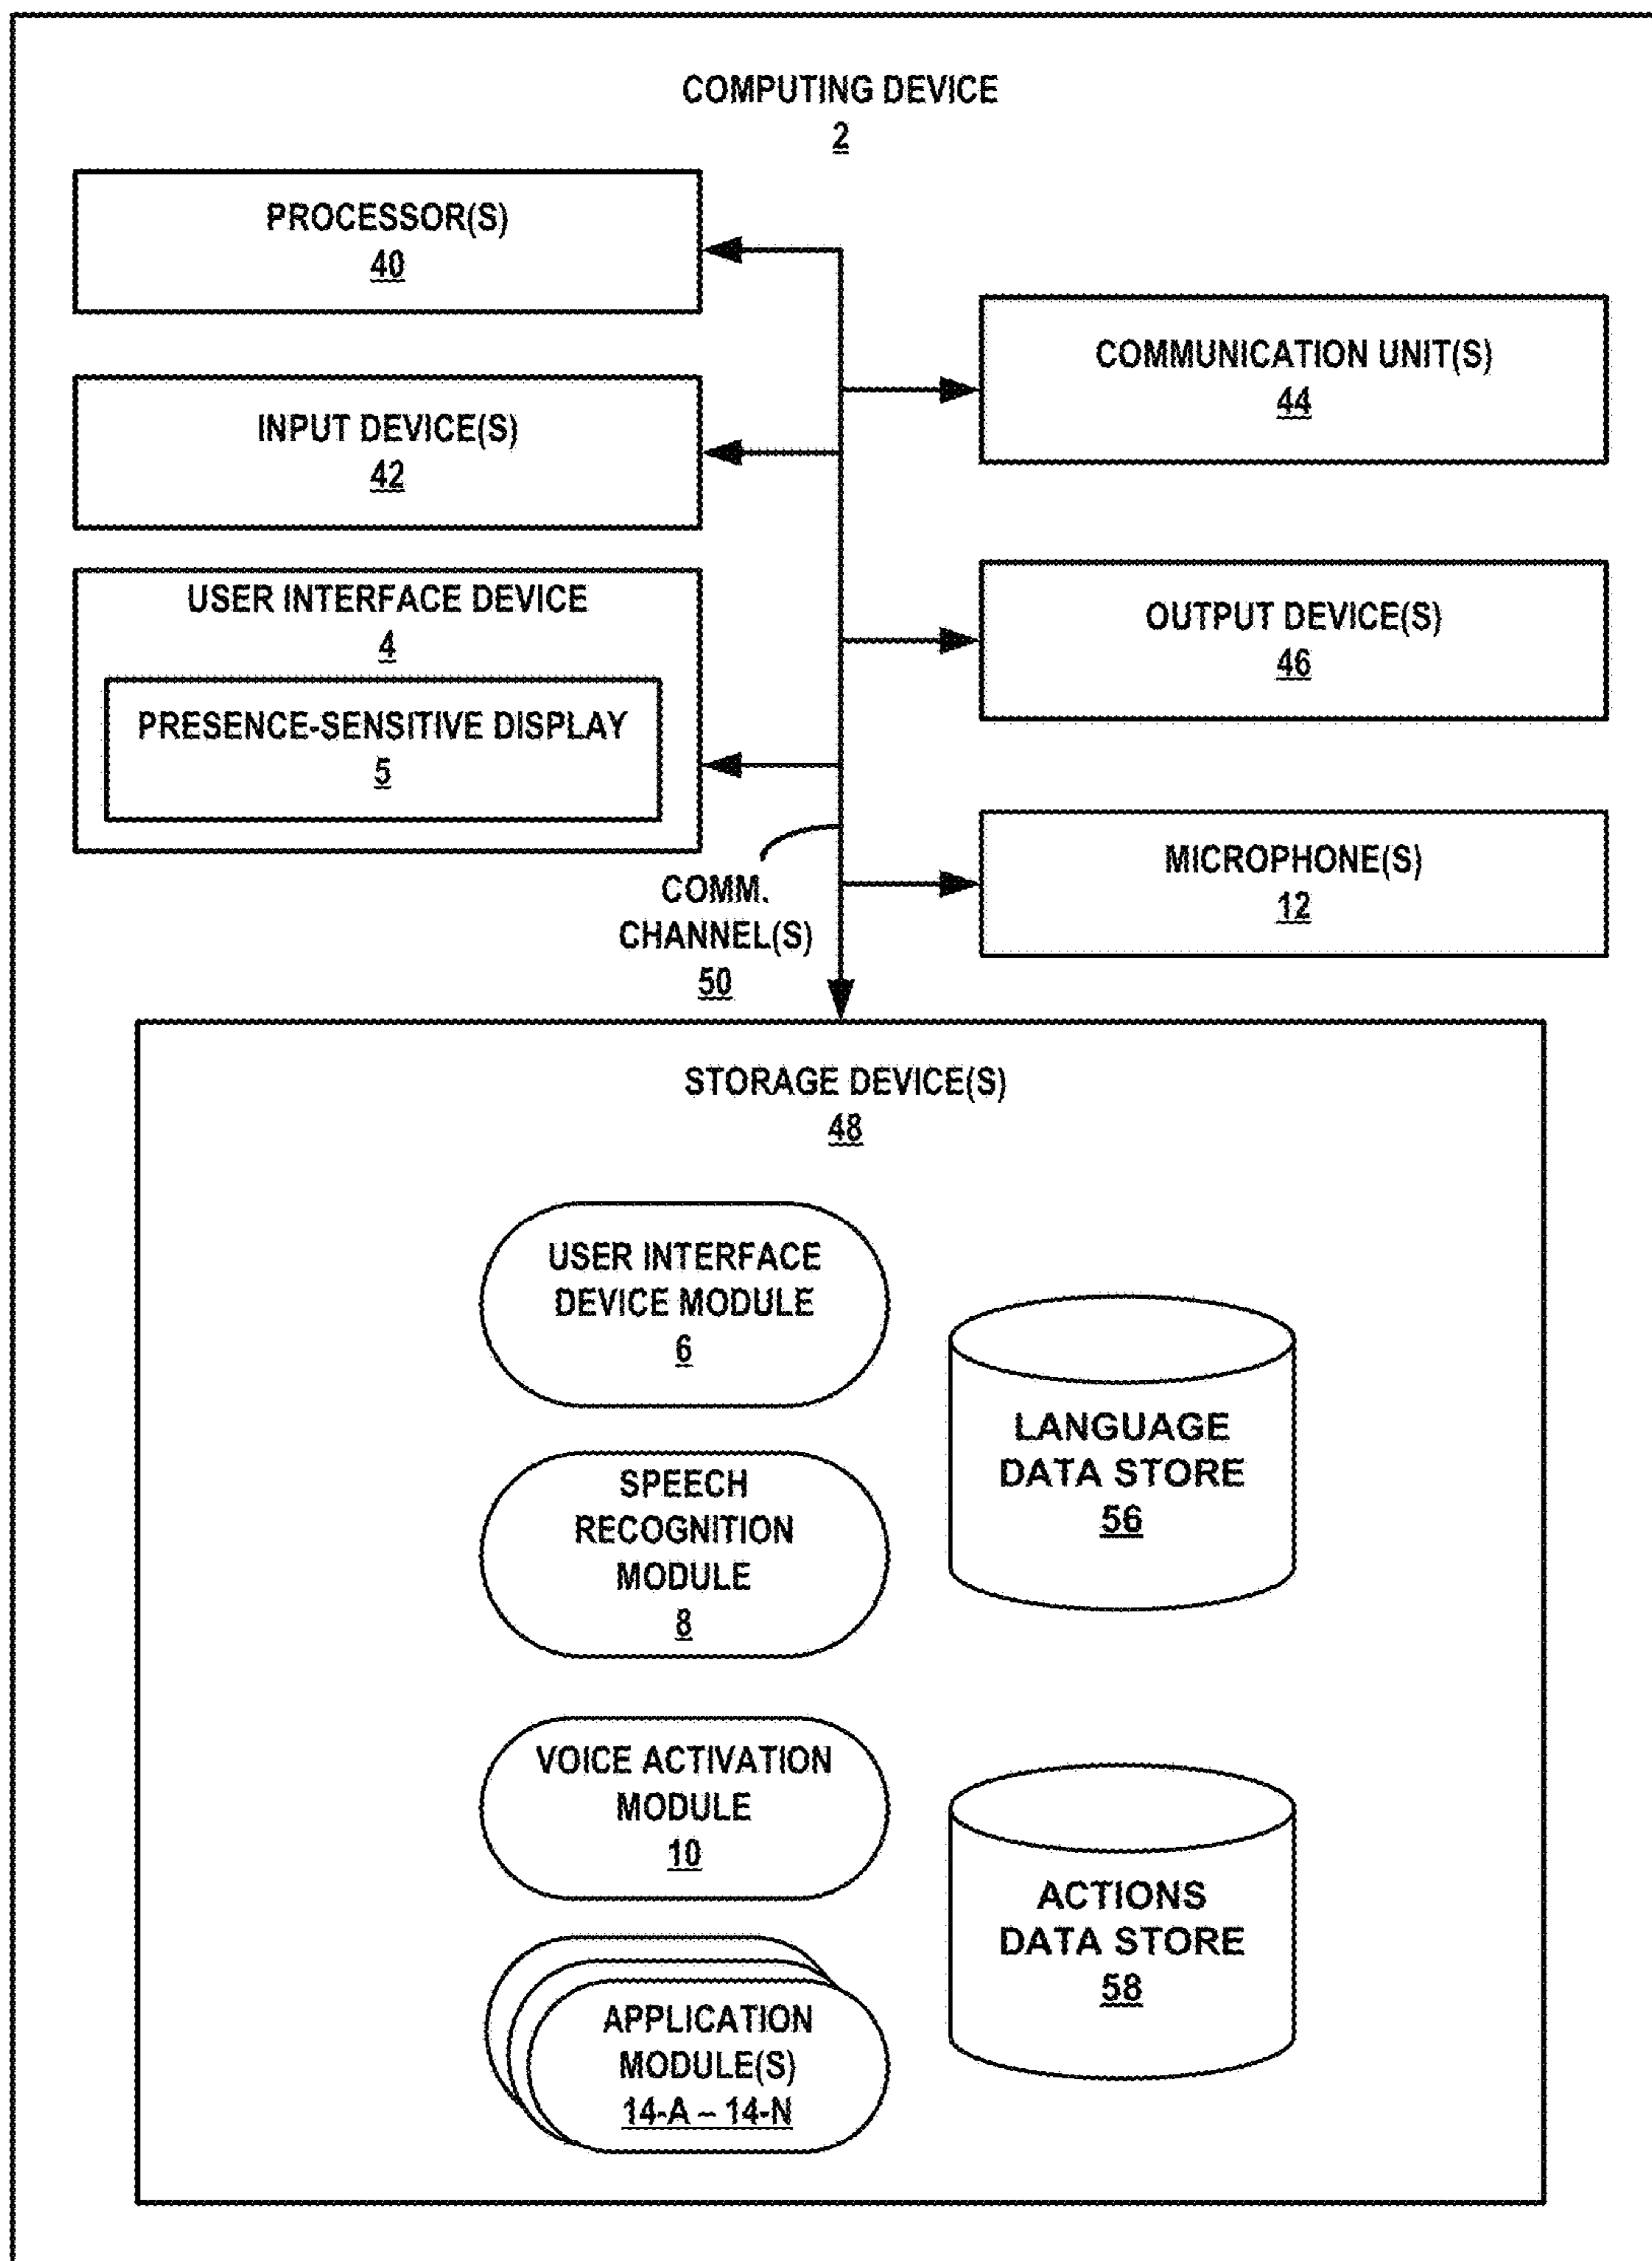 COMPUTING DEVICE
2
PROCESSOR(S)
40
COMMUNICATION UNIT(S)
44
INPUT DEVICE(S)
42
USER INTERFACE DEVICE
4
PRESENCE-SENSITIVE DISPLAY
5
OUTPUT DEVICE(S)
46
MICROPHONE(S)
12
COMM.
CHANNEL(S)
50
STORAGE DEVICE(S)
48
USER INTERFACE
DEVICE MODULE
6
LANGUAGE
DATA STORE
56
SPEECH
RECOGNITION
MODULE
8
VOICE ACTIVATION
MODULE
10
ACTIONS
DATA STORE
58
APPLICATION
MODULE(S)
14-A – 14-N